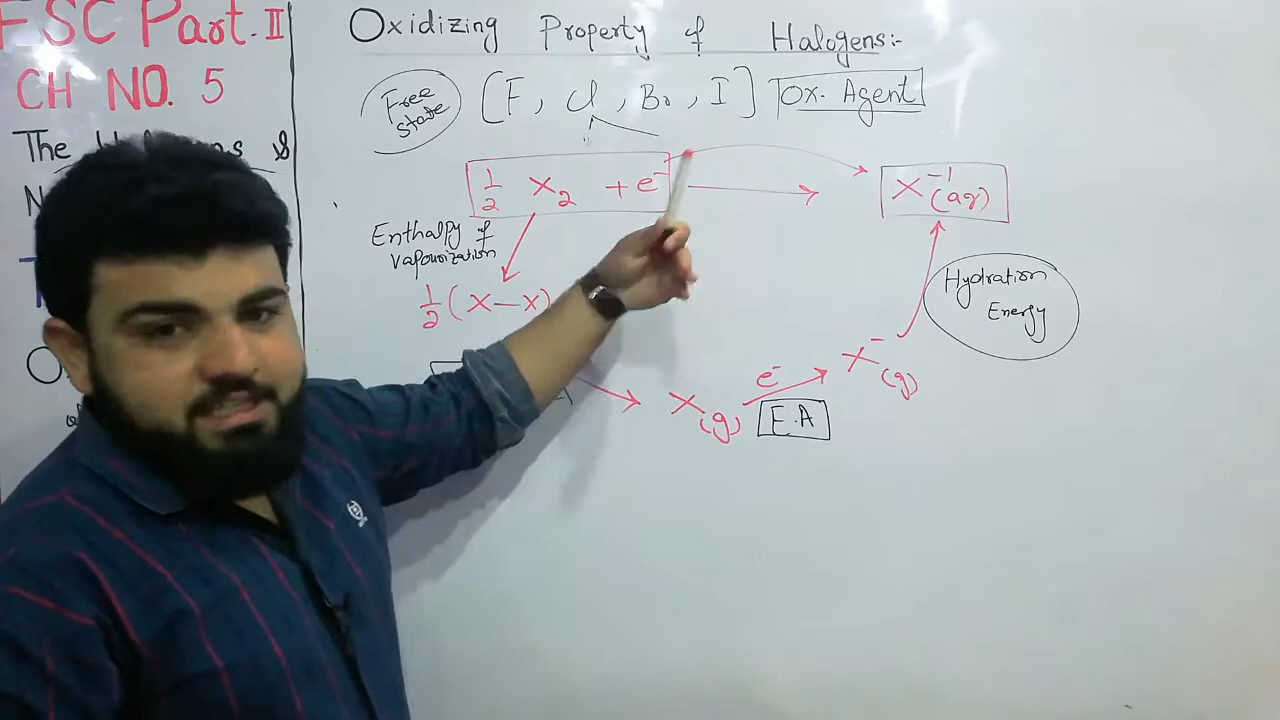 FSC Part-II
CH NO. 5
The
Oxidizing Property of Halogens:-
Free State [F, Cl, Br, I] Ox. Agent
1/2 X₂ + e⁻ → X⁻¹(aq)
Enthalpy of
vapourization
1/2 (X-X)
Hydration
Energy
X(g) e⁻ X⁻(g)
E.A